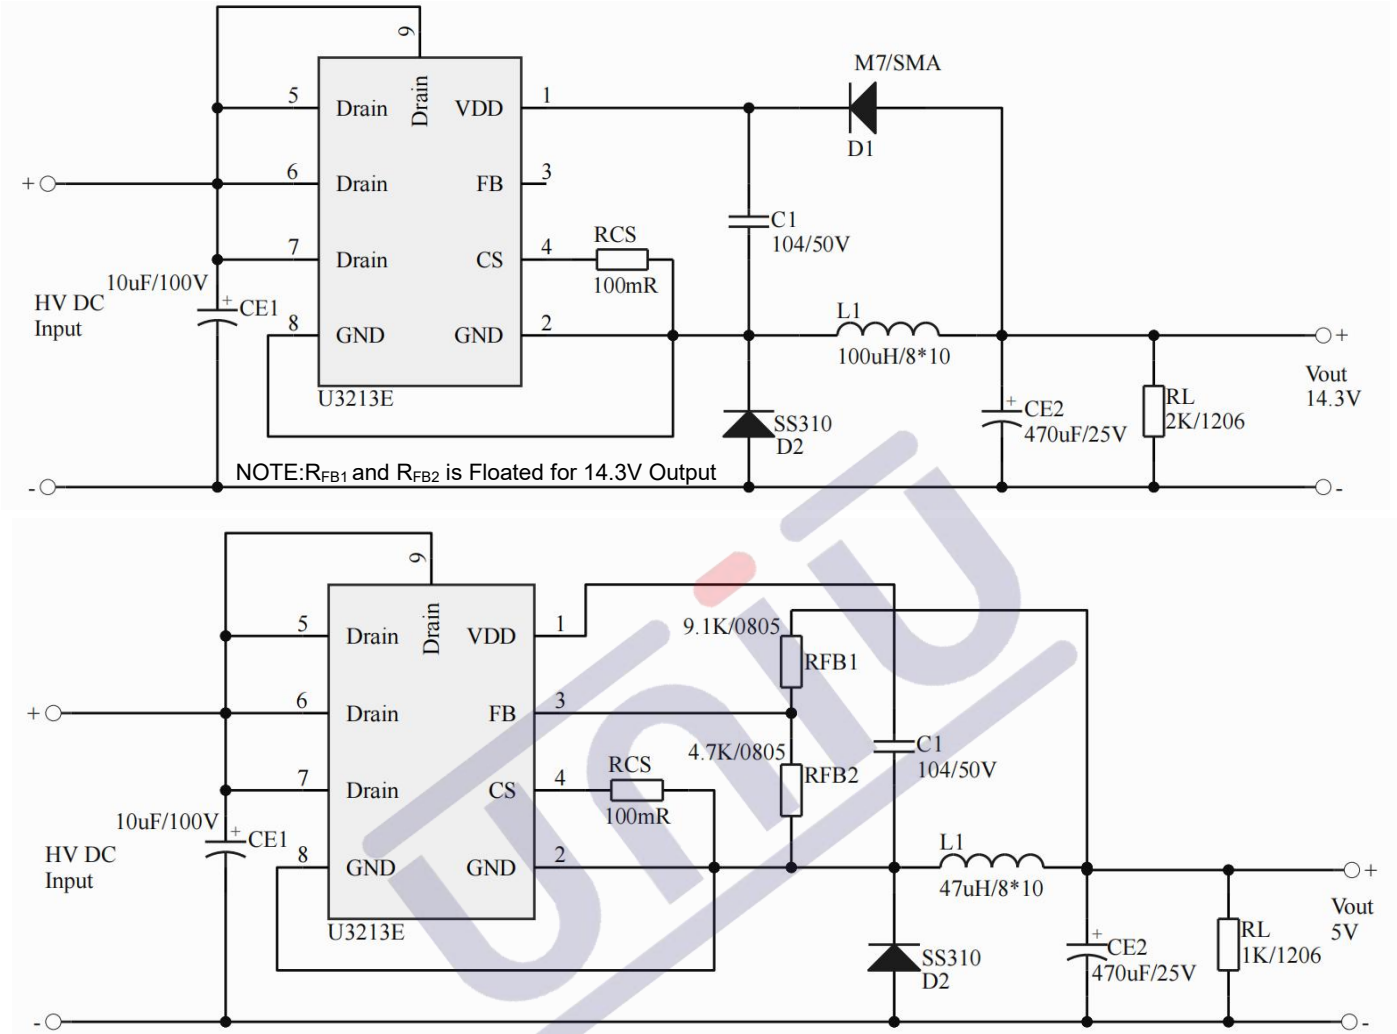 9
M7/SMA
5
Drain
Drain
VDD
1
D1
+
6
Drain
FB
3
C1
104/50V
7
Drain
CS
4
RCS
100mR
10uF/100V
+
CE1
HV DC
Input
8
GND
GND
2
L1
100uH/8*10
+
Vout
14.3V
U3213E
SS310
D2
+
CE2
470uF/25V
RL
2K/1206
NOTE:RFB1 and RFB2 is Floated for 14.3V Output
-
-
9
5
Drain
Drain
VDD
1
9.1K/0805
RFB1
+
6
Drain
FB
3
4.7K/0805
RFB2
C1
104/50V
7
Drain
CS
4
RCS
100mR
10uF/100V
+
CE1
HV DC
Input
8
GND
GND
2
L1
47uH/8*10
+
Vout
5V
U3213E
SS310
D2
+
CE2
470uF/25V
RL
1K/1206
-
-
uniu